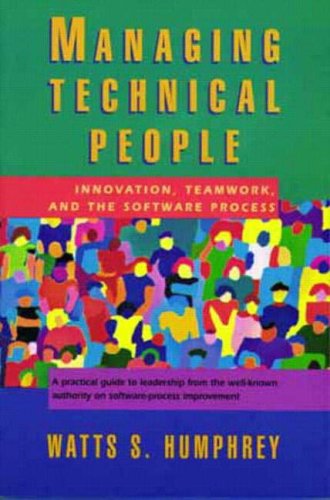 MANAGING
TECHNICAL
PEOPLE
INNOVATION, TEAMWORK,
AND THE SOFTWARE PROCESS
A practical guide to leadership from the well-known
authority on software-process improvement
WATTS S. HUMPHREY